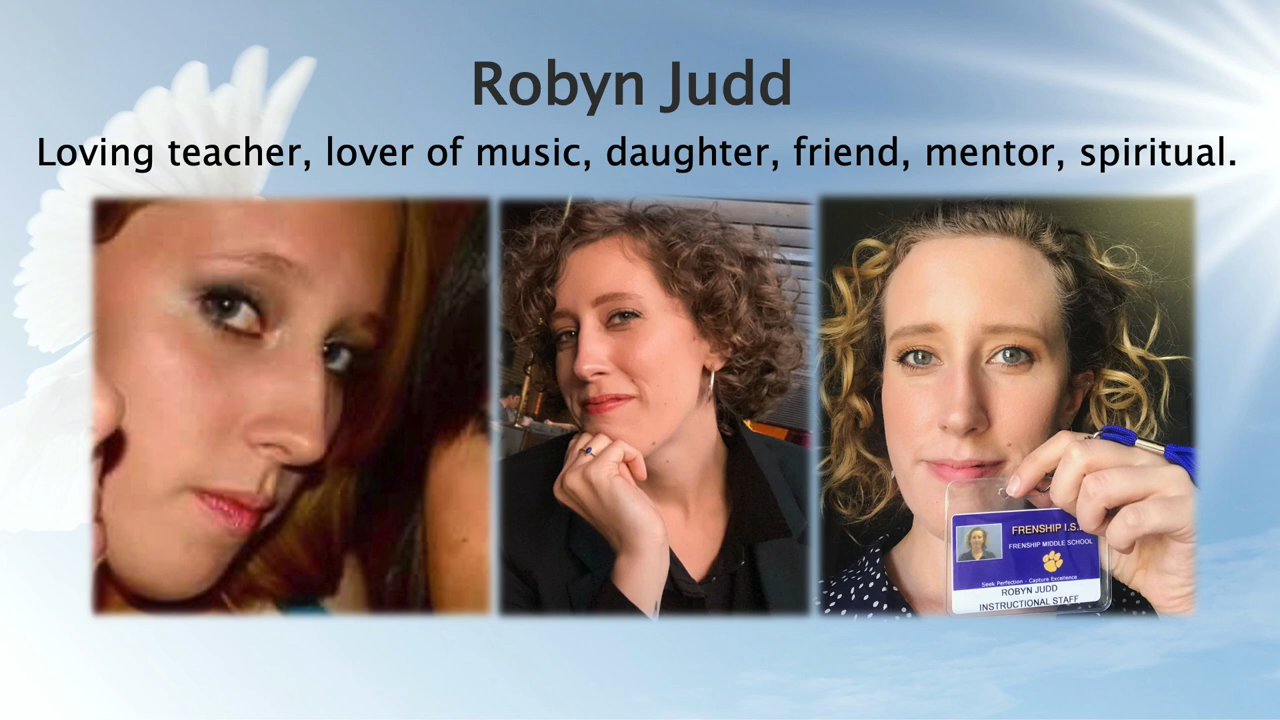 Robyn Judd
Loving teacher, lover of music, daughter, friend, mentor, spiritual.
FRENSHIP I.S.
FRENSHIP MIDDLE SCHOOL
Seek Perfection - Capture Excellence
ROBYN JUDD
INSTRUCTIONAL STAFF